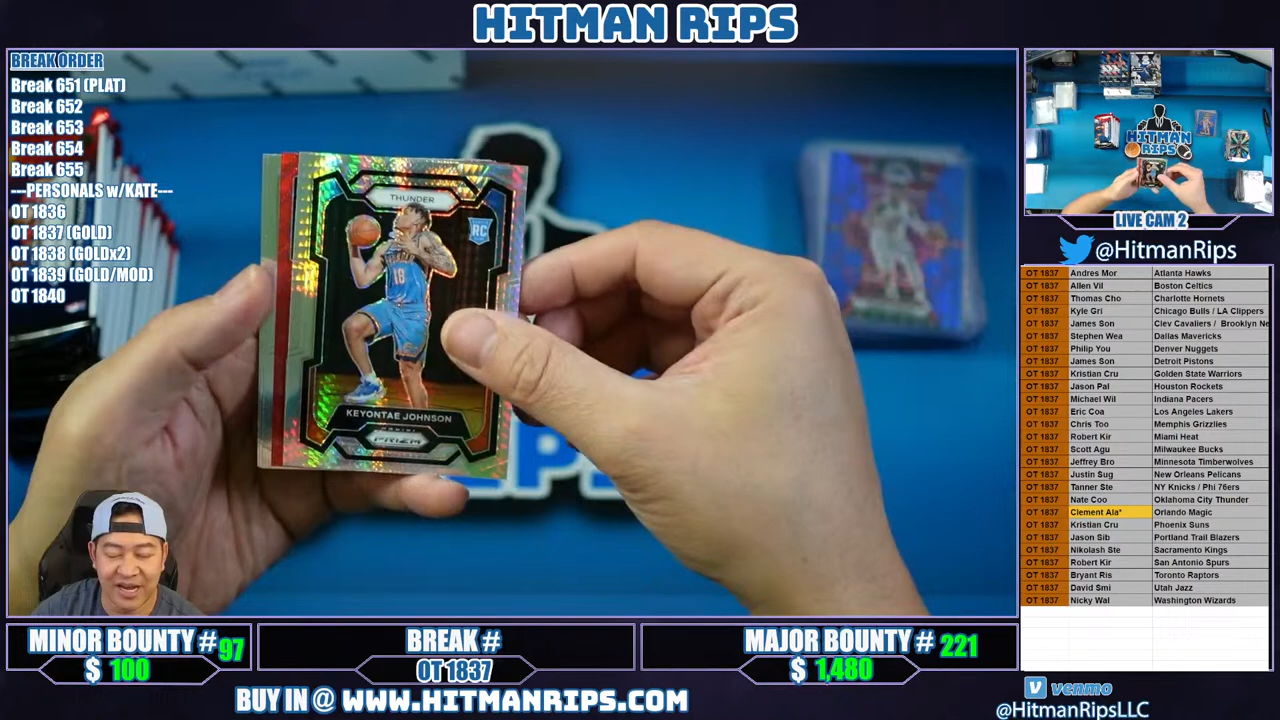 HITMAN RIPS
BREAK ORDER
Break 651 (PLAT)
Break 652
Break 653
Break 654
Break 655
---PERSONALS w/KATE---
OT 1836
OT 1837 (GOLD)
OT 1838 (GOLDx2)
OT 1839 (GOLD/MOD)
OT 1840
THUNDER
RC
18
KEYONTAE JOHNSON
PANINI
PRIZM
HITMAN
RIPS
LIVE CAM 2
@HitmanRips
OT 1837 Andres Mor Atlanta Hawks
OT 1837 Allen Vil Boston Celtics
OT 1837 Thomas Cho Charlotte Hornets
OT 1837 Kyle Gri Chicago Bulls / LA Clippers
OT 1837 James Son Clev Cavaliers / Brooklyn Ne
OT 1837 Stephen Wea Dallas Mavericks
OT 1837 Philip You Denver Nuggets
OT 1837 James Son Detroit Pistons
OT 1837 Kristian Cru Golden State Warriors
OT 1837 Jason Pal Houston Rockets
OT 1837 Michael Wil Indiana Pacers
OT 1837 Eric Coa Los Angeles Lakers
OT 1837 Chris Too Memphis Grizzlies
OT 1837 Robert Kir Miami Heat
OT 1837 Scott Agu Milwaukee Bucks
OT 1837 Jeffrey Bro Minnesota Timberwolves
OT 1837 Justin Sug New Orleans Pelicans
OT 1837 Tanner Ste NY Knicks / Phi 76ers
OT 1837 Nate Coo Oklahoma City Thunder
OT 1837 Clement Ala* Orlando Magic
OT 1837 Kristian Cru Phoenix Suns
OT 1837 Jason Sib Portland Trail Blazers
OT 1837 Nikolash Ste Sacramento Kings
OT 1837 Robert Kir San Antonio Spurs
OT 1837 Bryant Ris Toronto Raptors
OT 1837 David Smi Utah Jazz
OT 1837 Nicky Wal Washington Wizards
MINOR BOUNTY # 97
$ 100
BREAK #
OT 1837
MAJOR BOUNTY # 221
$ 1,480
BUY IN @ WWW.HITMANRIPS.COM
venmo
@HitmanRipsLLC